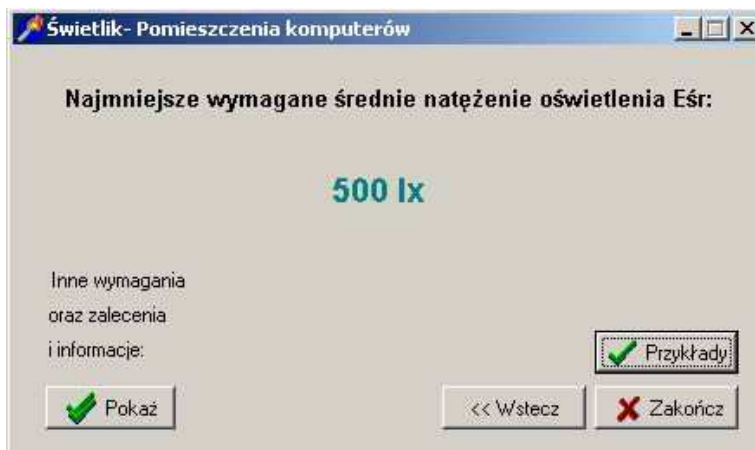 Świetlik- Pomieszczenia komputerów
Najmniejsze wymagane średnie natężenie oświetlenia Eśr:
500 lx
Inne wymagania
oraz zalecenia
i informacje:
Przykłady
Pokaż
<< Wstecz
Zakończ